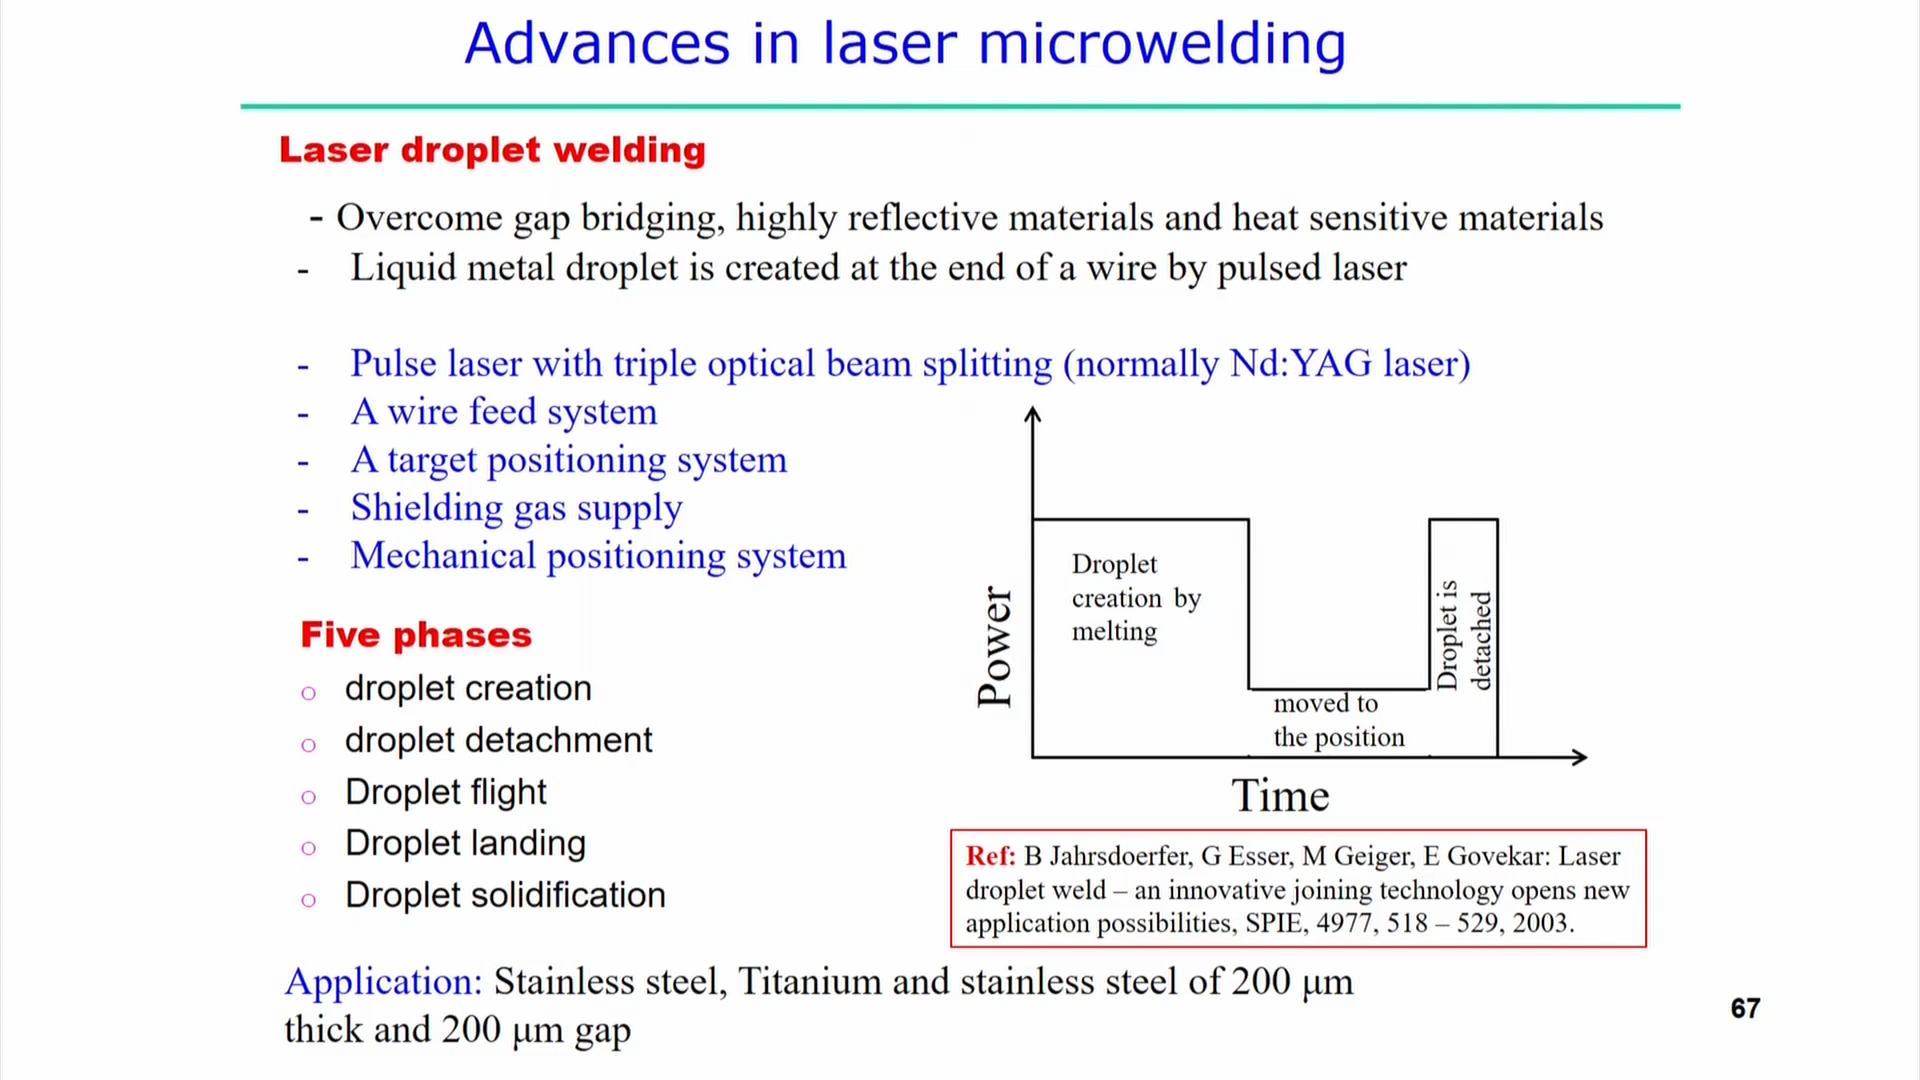 Advances in laser microwelding
Laser droplet welding
- Overcome gap bridging, highly reflective materials and heat sensitive materials
- Liquid metal droplet is created at the end of a wire by pulsed laser
- Pulse laser with triple optical beam splitting (normally Nd:YAG laser)
- A wire feed system
- A target positioning system
- Shielding gas supply
- Mechanical positioning system
Five phases
o droplet creation
o droplet detachment
o Droplet flight
o Droplet landing
o Droplet solidification
Power
Droplet
creation by
melting
moved to
the position
Droplet is
detached
Time
Ref: B Jahrsdoerfer, G Esser, M Geiger, E Govekar: Laser
droplet weld – an innovative joining technology opens new
application possibilities, SPIE, 4977, 518 – 529, 2003.
Application: Stainless steel, Titanium and stainless steel of 200 μm
thick and 200 μm gap
67